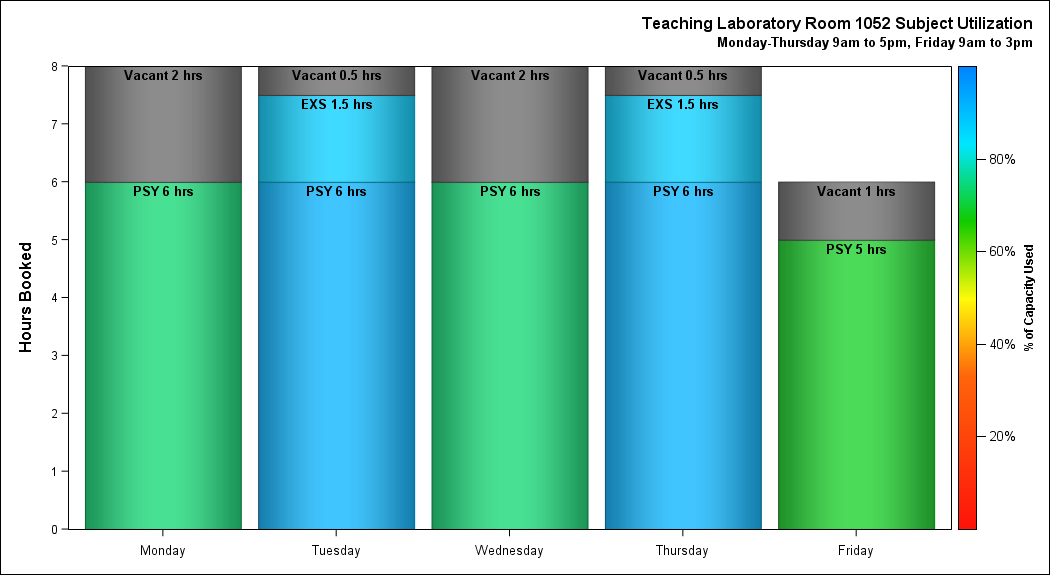 Teaching Laboratory Room 1052 Subject Utilization
Monday-Thursday 9am to 5pm, Friday 9am to 3pm
Hours Booked
8
7
6
5
4
3
2
1
0
Vacant 2 hrs
PSY 6 hrs
Vacant 0.5 hrs
EXS 1.5 hrs
PSY 6 hrs
Vacant 2 hrs
PSY 6 hrs
Vacant 0.5 hrs
EXS 1.5 hrs
PSY 6 hrs
Vacant 1 hrs
PSY 5 hrs
Monday
Tuesday
Wednesday
Thursday
Friday
80%
60%
40%
20%
% of Capacity Used